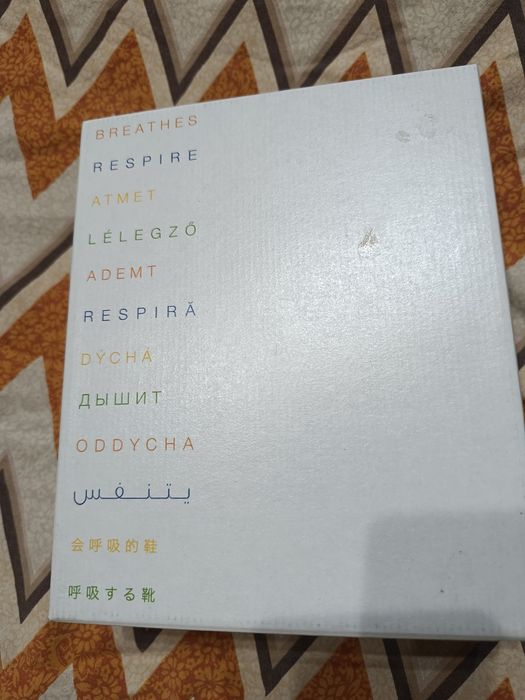 BREATHES
RESPIRE
ATMET
LÉLEGZŐ
ADEMT
RESPIRĂ
DÝCHÁ
ДЫШИТ
ODDYCHA
يتنفس
会呼吸的鞋
呼吸する靴